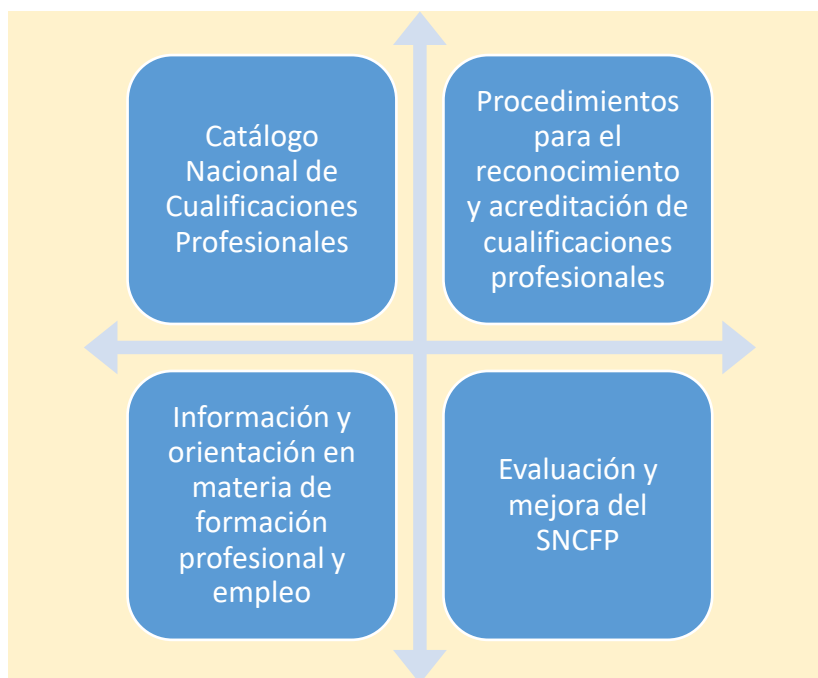 Catálogo
Nacional de
Cualificaciones
Profesionales
Procedimientos
para el
reconocimiento
y acreditación de
cualificaciones
profesionales
Información y
orientación en
materia de
formación
profesional y
empleo
Evaluación y
mejora del
SNCFP